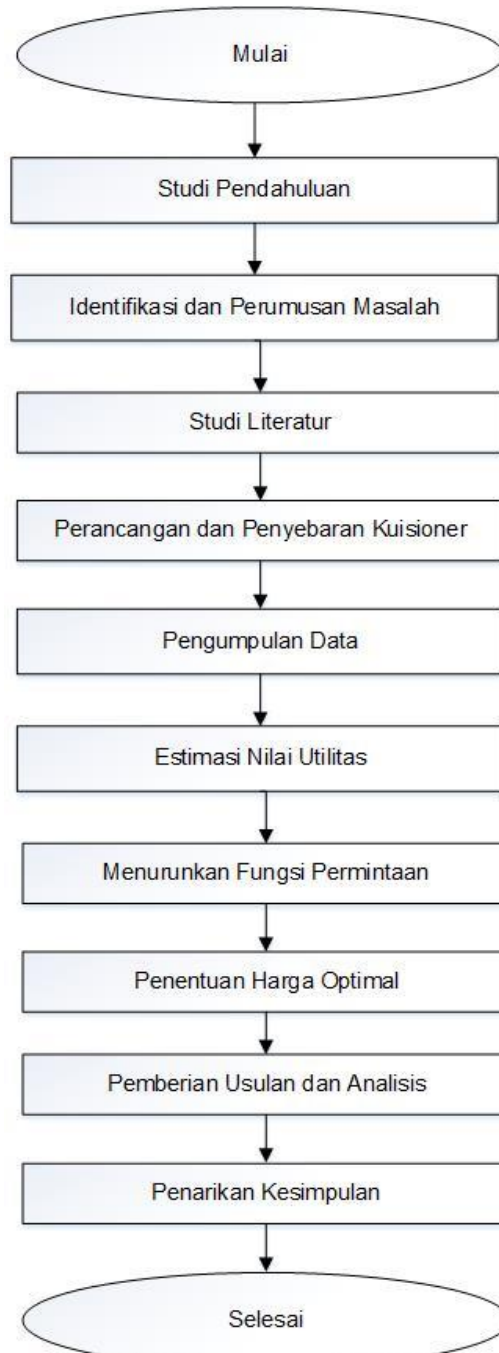 Mulai
Studi Pendahuluan
Identifikasi dan Perumusan Masalah
Studi Literatur
Perancangan dan Penyebaran Kuisioner
Pengumpulan Data
Estimasi Nilai Utilitas
Menurunkan Fungsi Permintaan
Penentuan Harga Optimal
Pemberian Usulan dan Analisis
Penarikan Kesimpulan
Selesai